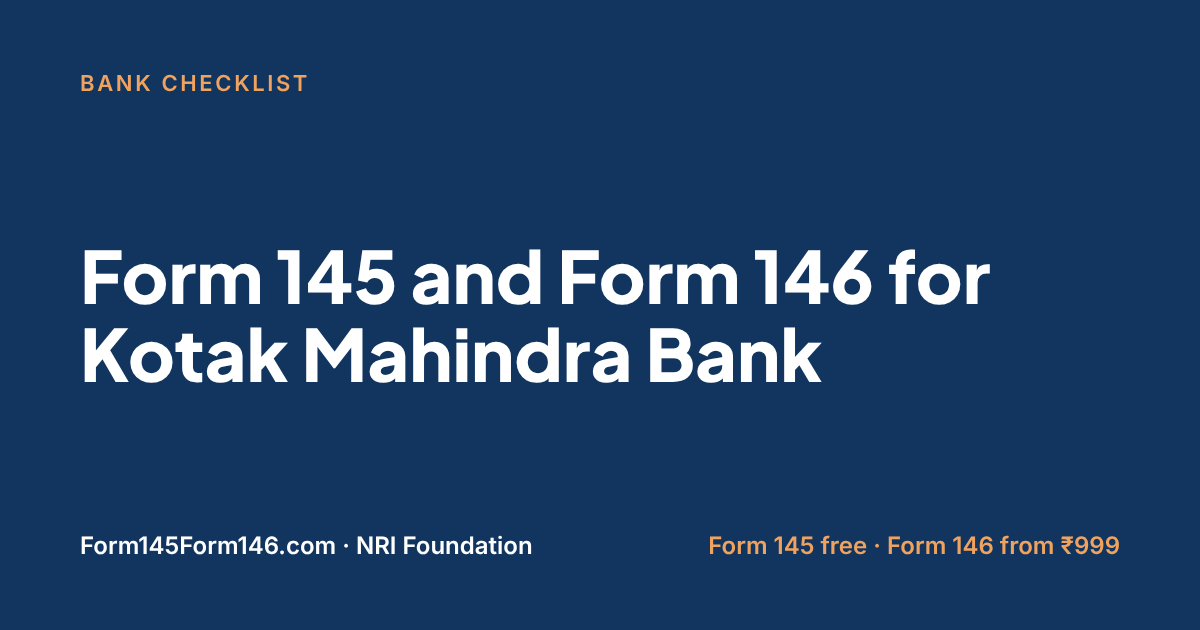 BANK CHECKLIST
Form 145 and Form 146 for
Kotak Mahindra Bank
Form145Form146.com · NRI Foundation
Form 145 free · Form 146 from ₹999